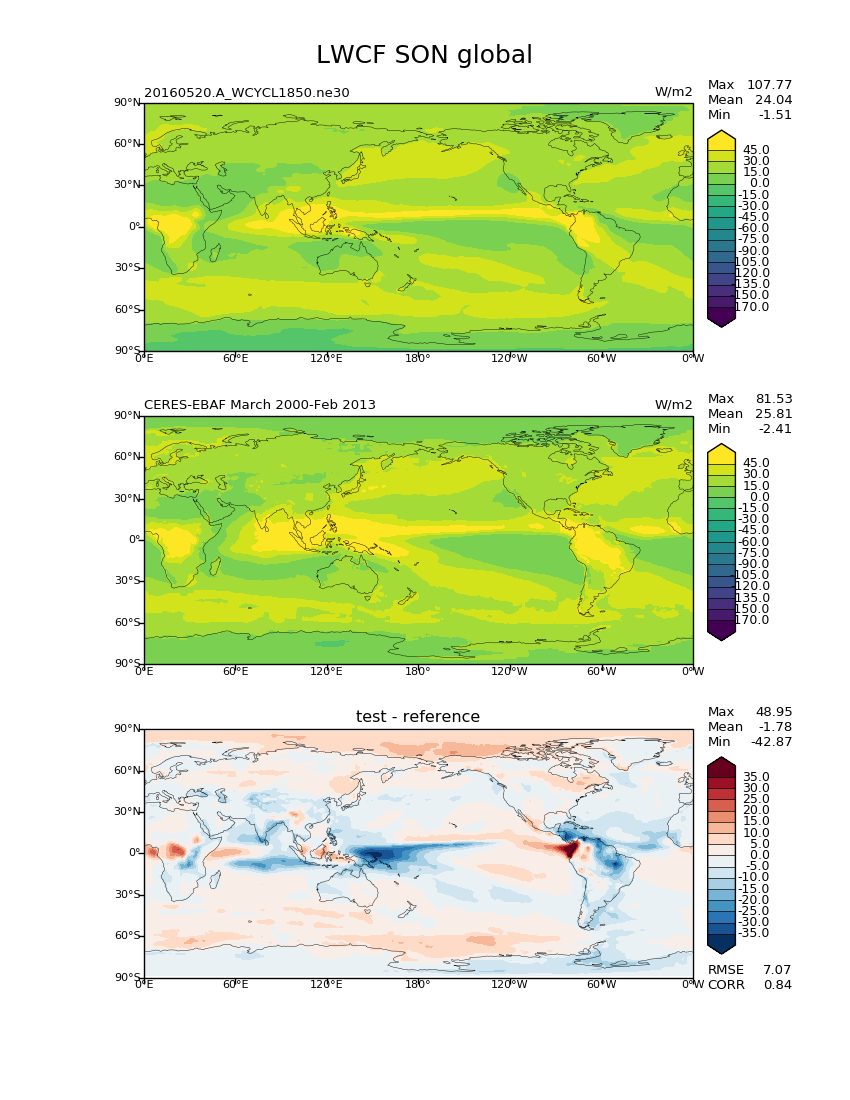 LWCF SON global
20160520.A_WCYCL1850.ne30
W/m2
Max 107.77
Mean 24.04
Min -1.51
90°N
60°N
30°N
0°
30°S
60°S
90°S
0°E 60°E 120°E 180° 120°W 60°W 0°W
45.0
30.0
15.0
0.0
-15.0
-30.0
-45.0
-60.0
-75.0
-90.0
-105.0
-120.0
-135.0
-150.0
-170.0
CERES-EBAF March 2000-Feb 2013
W/m2
Max 81.53
Mean 25.81
Min -2.41
90°N
60°N
30°N
0°
30°S
60°S
90°S
0°E 60°E 120°E 180° 120°W 60°W 0°W
45.0
30.0
15.0
0.0
-15.0
-30.0
-45.0
-60.0
-75.0
-90.0
-105.0
-120.0
-135.0
-150.0
-170.0
test - reference
Max 48.95
Mean -1.78
Min -42.87
90°N
60°N
30°N
0°
30°S
60°S
90°S
0°E 60°E 120°E 180° 120°W 60°W 0°W
35.0
30.0
25.0
20.0
15.0
10.0
5.0
0.0
-5.0
-10.0
-15.0
-20.0
-25.0
-30.0
-35.0
RMSE 7.07
CORR 0.84